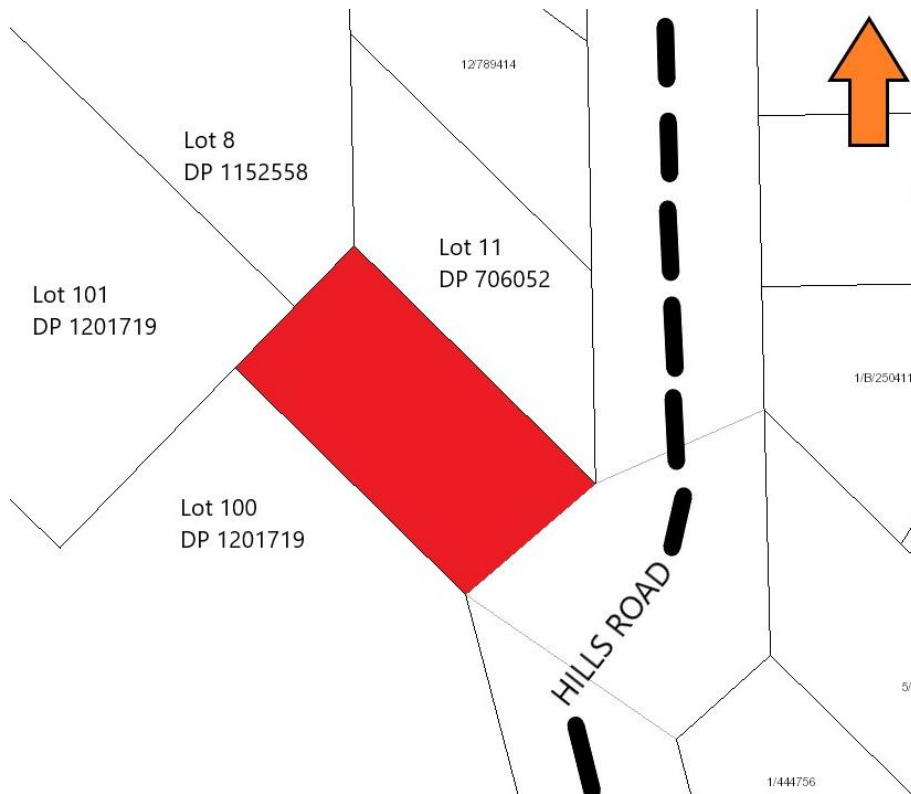 12/789414
Lot 8
DP 1152558
Lot 11
DP 706052
Lot 101
DP 1201719
1/B/250411
Lot 100
DP 1201719
HILLS ROAD
5/
1/444756